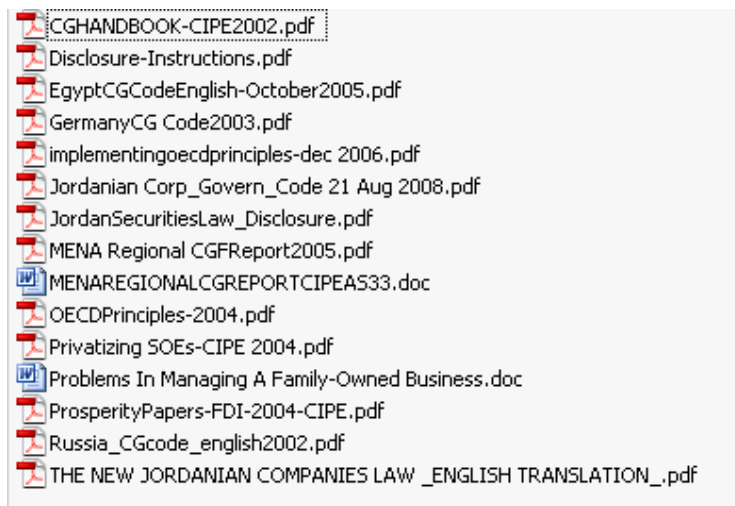 CGHANDBOOK-CIPE2002.pdf
Disclosure-Instructions.pdf
EgyptCGCodeEnglish-October2005.pdf
GermanyCG Code2003.pdf
implementingoecdprinciples-dec 2006.pdf
Jordanian Corp_Govern_Code 21 Aug 2008.pdf
JordanSecuritiesLaw_Disclosure.pdf
MENA Regional CGFReport2005.pdf
MENAREGIONALCGREPORTCIPEAS33.doc
OECDPrinciples-2004.pdf
Privatizing SOEs-CIPE 2004.pdf
Problems In Managing A Family-Owned Business.doc
ProsperityPapers-FDI-2004-CIPE.pdf
Russia_CGcode_english2002.pdf
THE NEW JORDANIAN COMPANIES LAW _ENGLISH TRANSLATION_.pdf